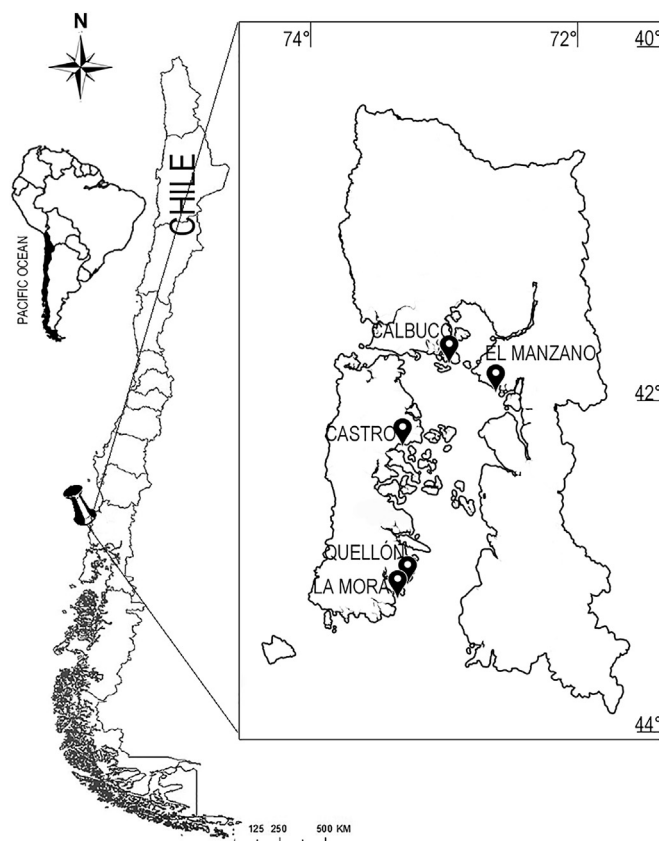 N
74°
72°
40°
CHILE
PACIFIC OCEAN
CALBUCO
EL MANZANO
42°
CASTRO
QUELLÓN
LA MORA
44°
125 250 500 KM